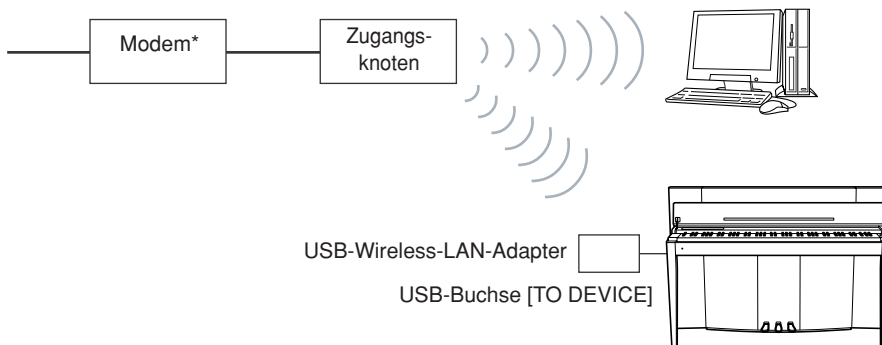 Modem*
Zugangs-
knoten
USB-Wireless-LAN-Adapter
USB-Buchse [TO DEVICE]